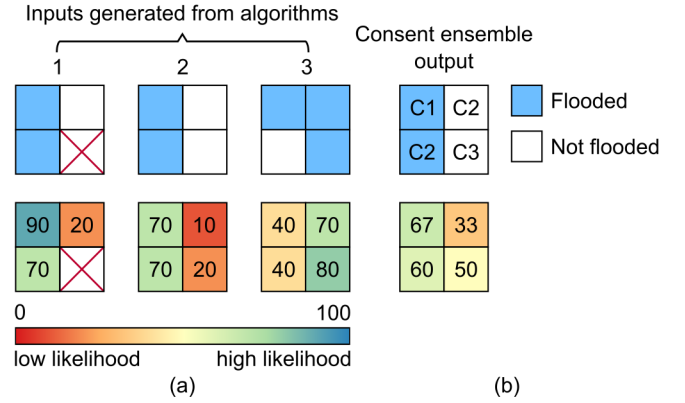 Inputs generated from algorithms
Consent ensemble
output
1 2 3
C1 C2
C2 C3
Flooded
Not flooded
90 20 70 10 40 70 67 33
70 70 20 40 80 60 50
0 100
low likelihood high likelihood
(a) (b)